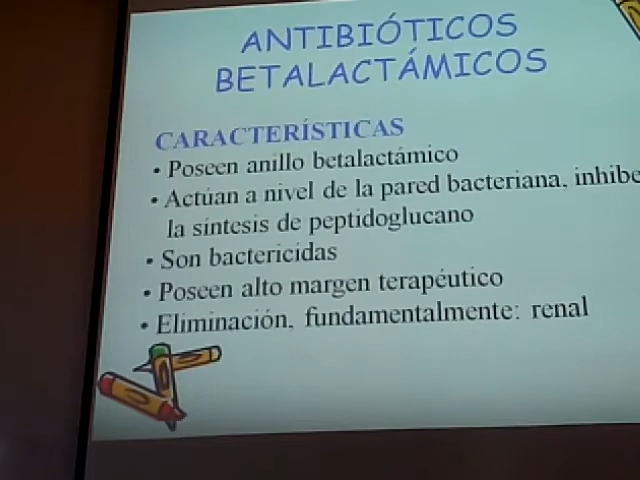 ANTIBIÓTICOS
BETALACTÁMICOS
CARACTERÍSTICAS
• Poseen anillo betalactámico
• Actúan a nivel de la pared bacteriana, inhibe
la síntesis de peptidoglucano
• Son bactericidas
• Poseen alto margen terapéutico
• Eliminación, fundamentalmente: renal